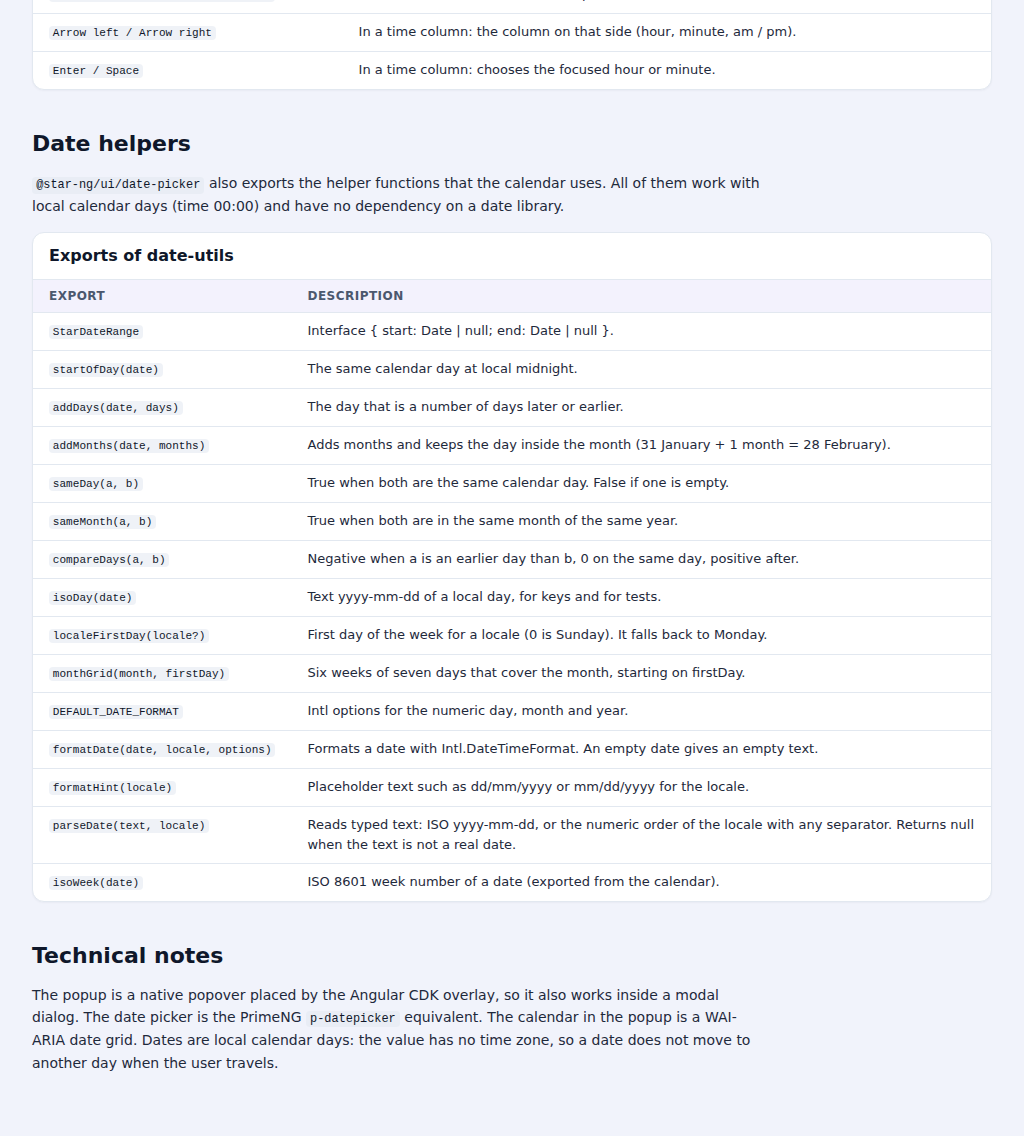 Arrow left / Arrow right In a time column: the column on that side (hour, minute, am / pm).
Enter / Space In a time column: chooses the focused hour or minute.
Date helpers
@star-ng/ui/date-picker also exports the helper functions that the calendar uses. All of them work with
local calendar days (time 00:00) and have no dependency on a date library.
Exports of date-utils
EXPORT DESCRIPTION
StarDateRange Interface { start: Date | null; end: Date | null }.
startOfDay(date) The same calendar day at local midnight.
addDays(date, days) The day that is a number of days later or earlier.
addMonths(date, months) Adds months and keeps the day inside the month (31 January + 1 month = 28 February).
sameDay(a, b) True when both are the same calendar day. False if one is empty.
sameMonth(a, b) True when both are in the same month of the same year.
compareDays(a, b) Negative when a is an earlier day than b, 0 on the same day, positive after.
isoDay(date) Text yyyy-mm-dd of a local day, for keys and for tests.
localeFirstDay(locale?) First day of the week for a locale (0 is Sunday). It falls back to Monday.
monthGrid(month, firstDay) Six weeks of seven days that cover the month, starting on firstDay.
DEFAULT_DATE_FORMAT Intl options for the numeric day, month and year.
formatDate(date, locale, options) Formats a date with Intl.DateTimeFormat. An empty date gives an empty text.
formatHint(locale) Placeholder text such as dd/mm/yyyy or mm/dd/yyyy for the locale.
parseDate(text, locale) Reads typed text: ISO yyyy-mm-dd, or the numeric order of the locale with any separator. Returns null
when the text is not a real date.
isoWeek(date) ISO 8601 week number of a date (exported from the calendar).
Technical notes
The popup is a native popover placed by the Angular CDK overlay, so it also works inside a modal
dialog. The date picker is the PrimeNG p-datepicker equivalent. The calendar in the popup is a WAI-
ARIA date grid. Dates are local calendar days: the value has no time zone, so a date does not move to
another day when the user travels.